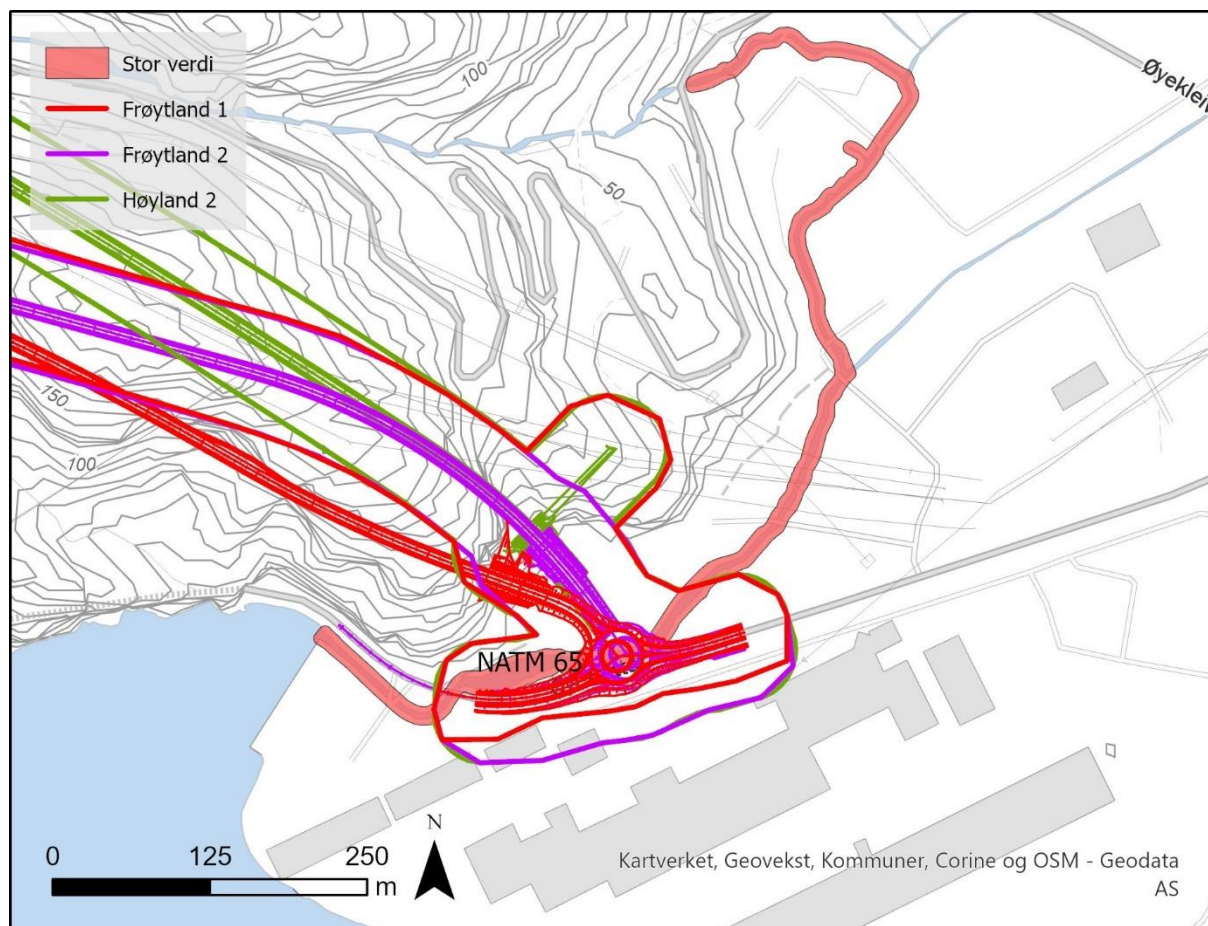 Stor verdi
Frøytland 1
Frøytland 2
Høyland 2
100
Øyekleiv
50
150
100
NATM 65
N
0 125 250
m
Kartverket, Geovekst, Kommuner, Corine og OSM - Geodata
AS